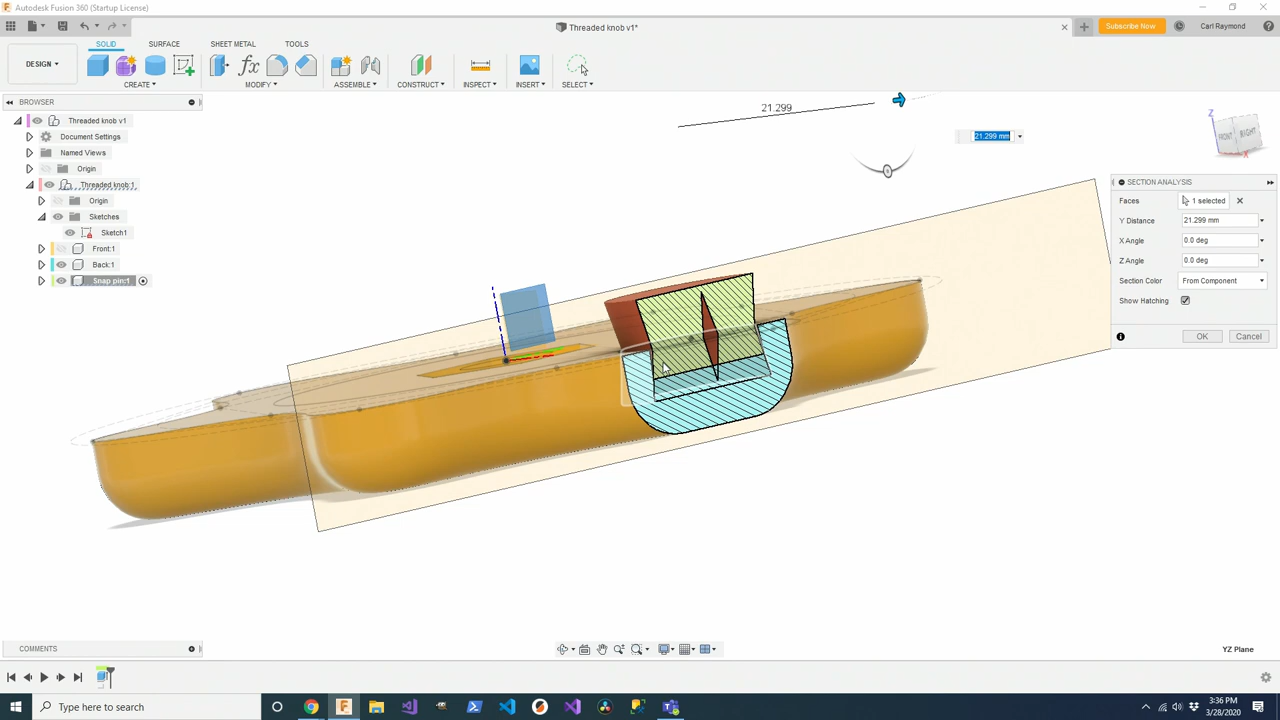 Autodesk Fusion 360 (Startup License)
Threaded knob v1*
Subscribe Now
Carl Raymond
SOLID SURFACE SHEET METAL TOOLS
DESIGN
CREATE MODIFY ASSEMBLE CONSTRUCT INSPECT INSERT SELECT
BROWSER
Threaded knob v1
Document Settings
Named Views
Origin
Threaded knob:1
Origin
Sketches
Sketch1
Front:1
Back:1
Snap pin:1
21.299
21.299 mm
Z
FRONT RIGHT
X
SECTION ANALYSIS
Faces 1 selected
Y Distance 21.299 mm
X Angle 0.0 deg
Z Angle 0.0 deg
Section Color From Component
Show Hatching
OK Cancel
COMMENTS
YZ Plane
Type here to search
3:36 PM
3/28/2020